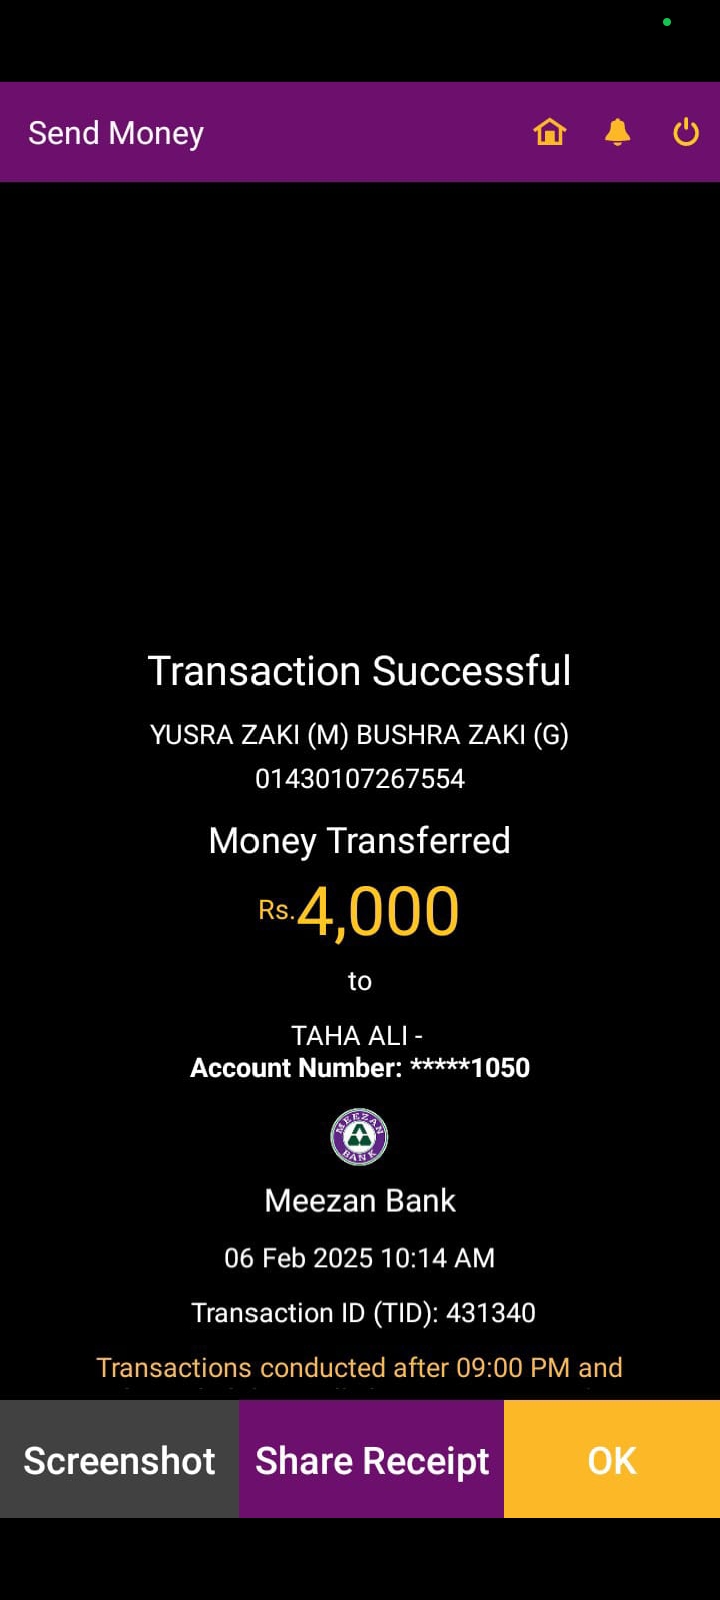 Send Money
Transaction Successful
YUSRA ZAKI (M) BUSHRA ZAKI (G)
01430107267554
Money Transferred
Rs.4,000
to
TAHA ALI -
Account Number: *****1050
MEEZAN BANK
Meezan Bank
06 Feb 2025 10:14 AM
Transaction ID (TID): 431340
Transactions conducted after 09:00 PM and
Screenshot
Share Receipt
OK